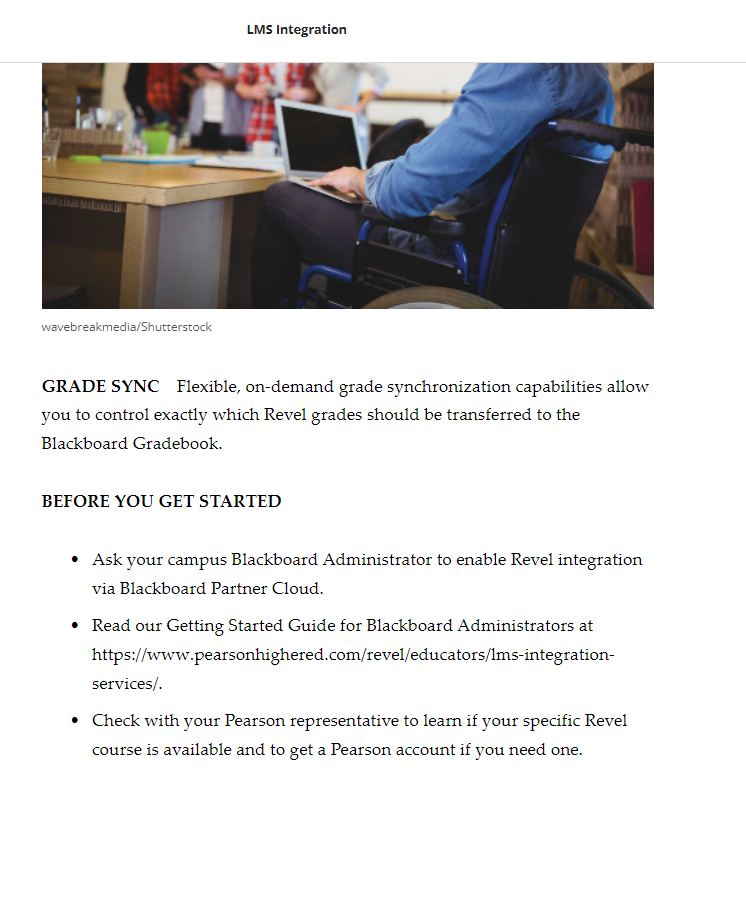 LMS Integration
wavebreakmedia/Shutterstock
GRADE SYNC Flexible, on-demand grade synchronization capabilities allow
you to control exactly which Revel grades should be transferred to the
Blackboard Gradebook.
BEFORE YOU GET STARTED
• Ask your campus Blackboard Administrator to enable Revel integration
via Blackboard Partner Cloud.
• Read our Getting Started Guide for Blackboard Administrators at
https://www.pearsonhighered.com/revel/educators/lms-integration-
services/.
• Check with your Pearson representative to learn if your specific Revel
course is available and to get a Pearson account if you need one.